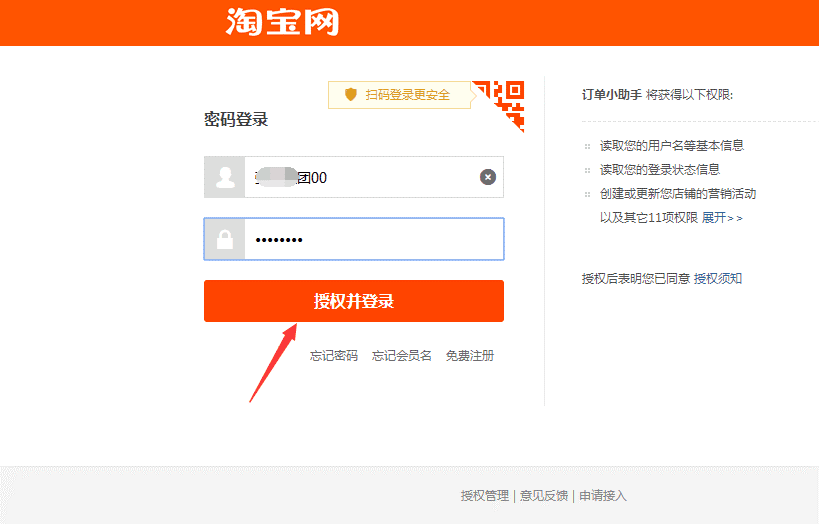 淘宝网
扫码登录更安全
密码登录
团00
••••••••
授权并登录
忘记密码 忘记会员名 免费注册
订单小助手 将获得以下权限:
读取您的用户名等基本信息
读取您的登录状态信息
创建或更新您店铺的营销活动
以及其它11项权限 展开>>
授权后表明您已同意 授权须知
授权管理 | 意见反馈 | 申请接入